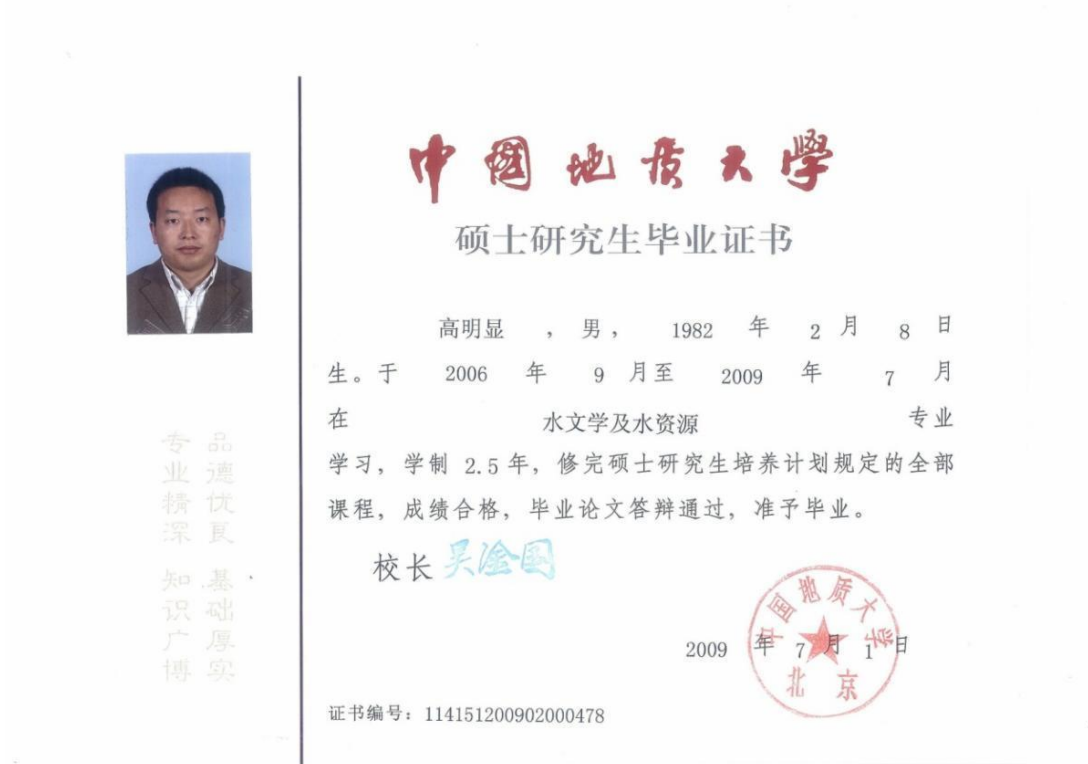 中国地质大學
硕士研究生毕业证书
高明显 , 男, 1982 年 2 月 8 日
生。于 2006 年 9 月至 2009 年 7 月
在 水文学及水资源 专业
学习, 学制 2.5 年, 修完硕士研究生培养计划规定的全部
课程, 成绩合格, 毕业论文答辩通过, 准予毕业。
校长 吴淦国
中国地质大学
北京
2009 年 7 月 1 日
证书编号: 114151200902000478
品德优良 基础厚实
专业精深 知识广博